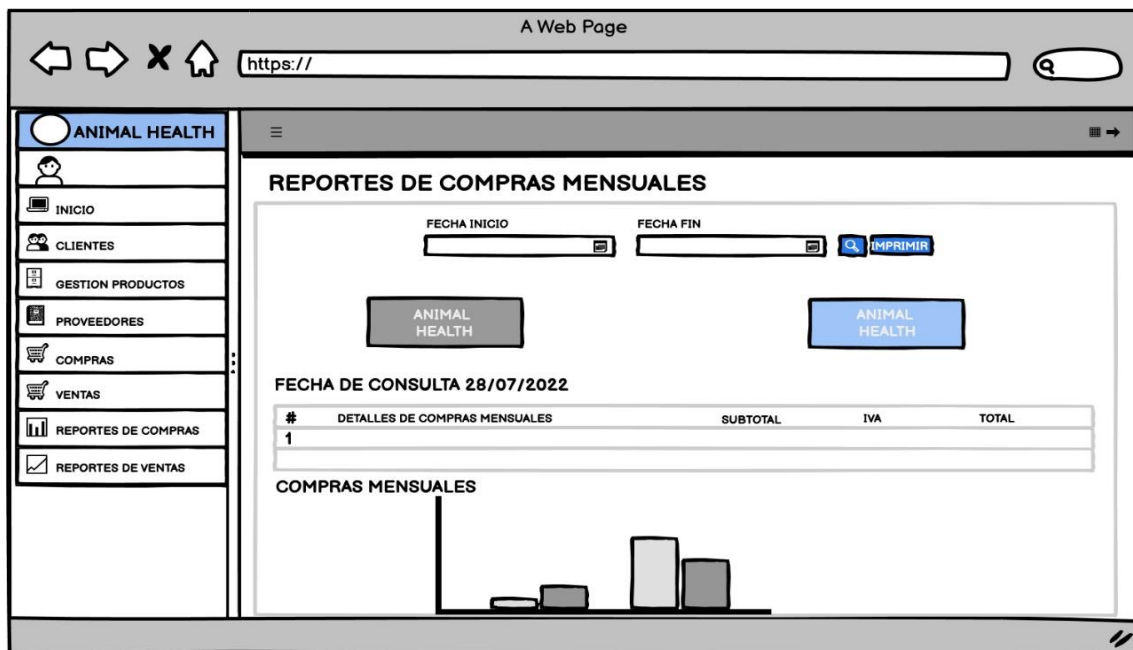 A Web Page
https://
ANIMAL HEALTH
INICIO
CLIENTES
GESTION PRODUCTOS
PROVEEDORES
COMPRAS
VENTAS
REPORTES DE COMPRAS
REPORTES DE VENTAS
REPORTES DE COMPRAS MENSUALES
FECHA INICIO FECHA FIN
IMPRIMIR
ANIMAL
HEALTH
ANIMAL
HEALTH
FECHA DE CONSULTA 28/07/2022
# DETALLES DE COMPRAS MENSUALES SUBTOTAL IVA TOTAL
1
COMPRAS MENSUALES